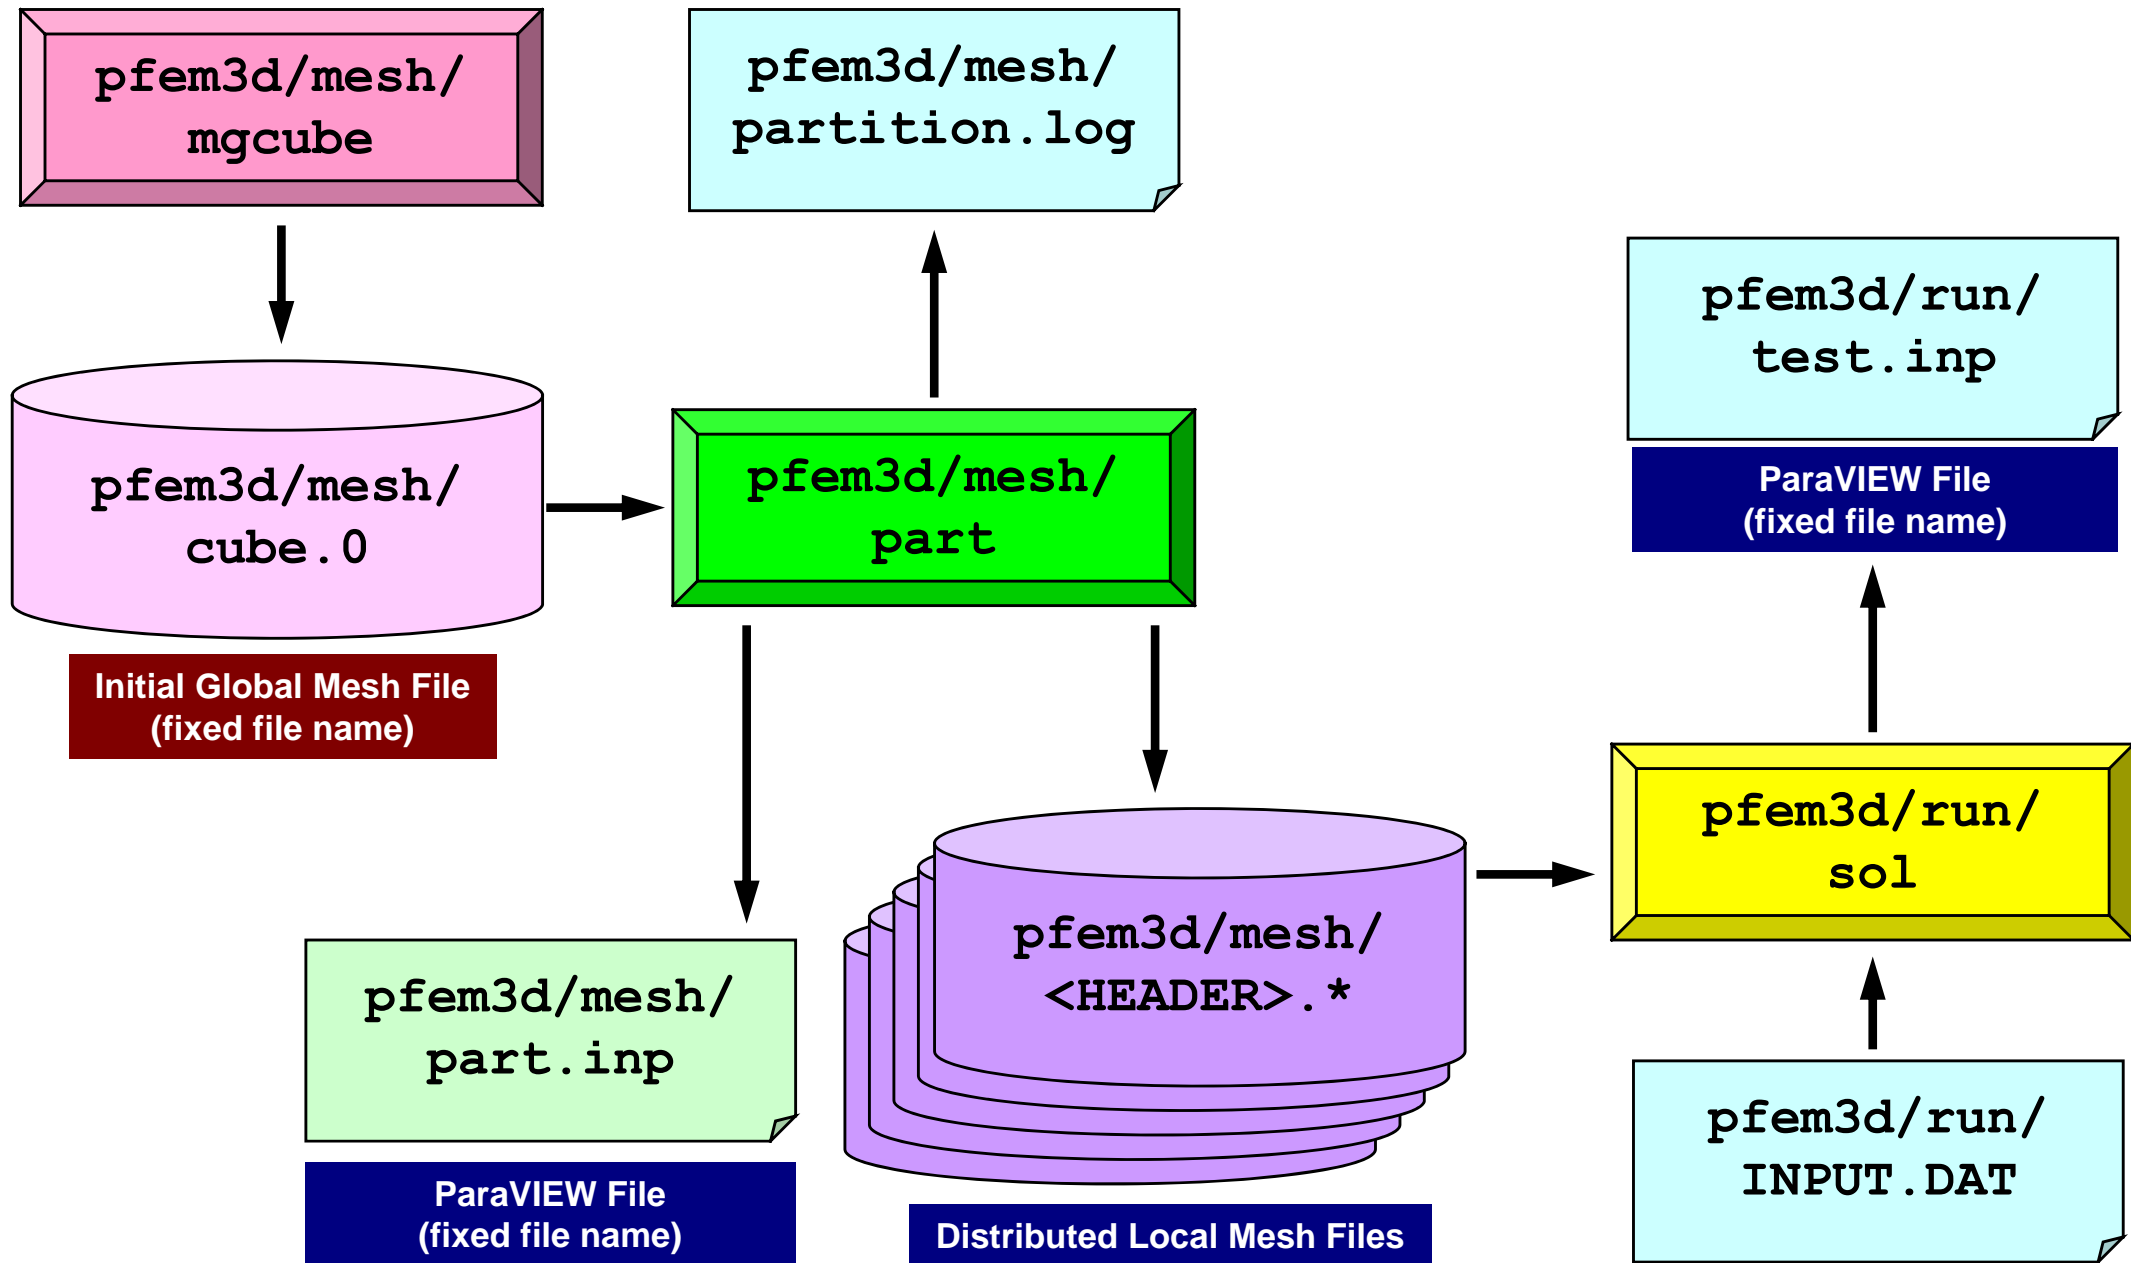 pfem3d/mesh/
mgcube
pfem3d/mesh/
partition.log
pfem3d/run/
test.inp
ParaVIEW File
(fixed file name)
pfem3d/mesh/
cube.0
Initial Global Mesh File
(fixed file name)
pfem3d/mesh/
part
pfem3d/run/
sol
pfem3d/mesh/
<HEADER>.*
Distributed Local Mesh Files
pfem3d/mesh/
part.inp
ParaVIEW File
(fixed file name)
pfem3d/run/
INPUT.DAT